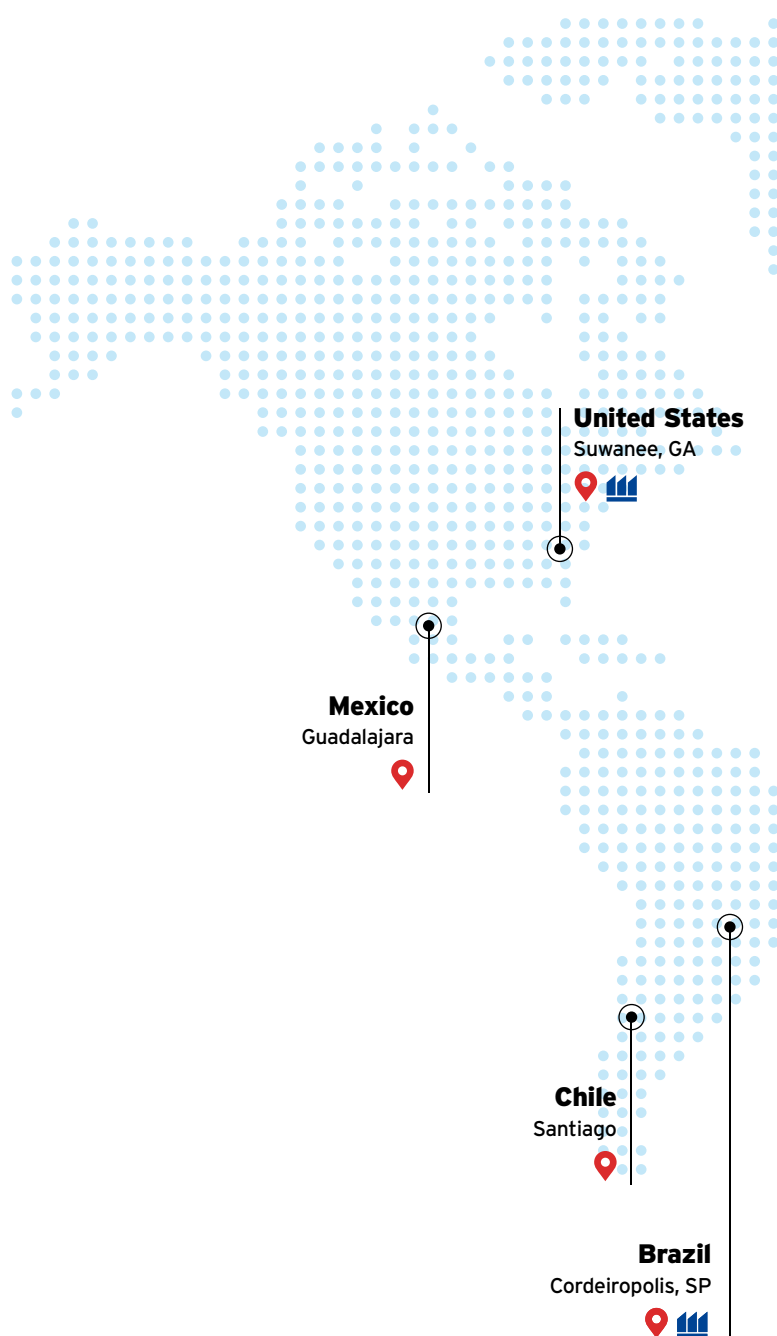 United States
Suwanee, GA
Mexico
Guadalajara
Chile
Santiago
Brazil
Cordeiropolis, SP